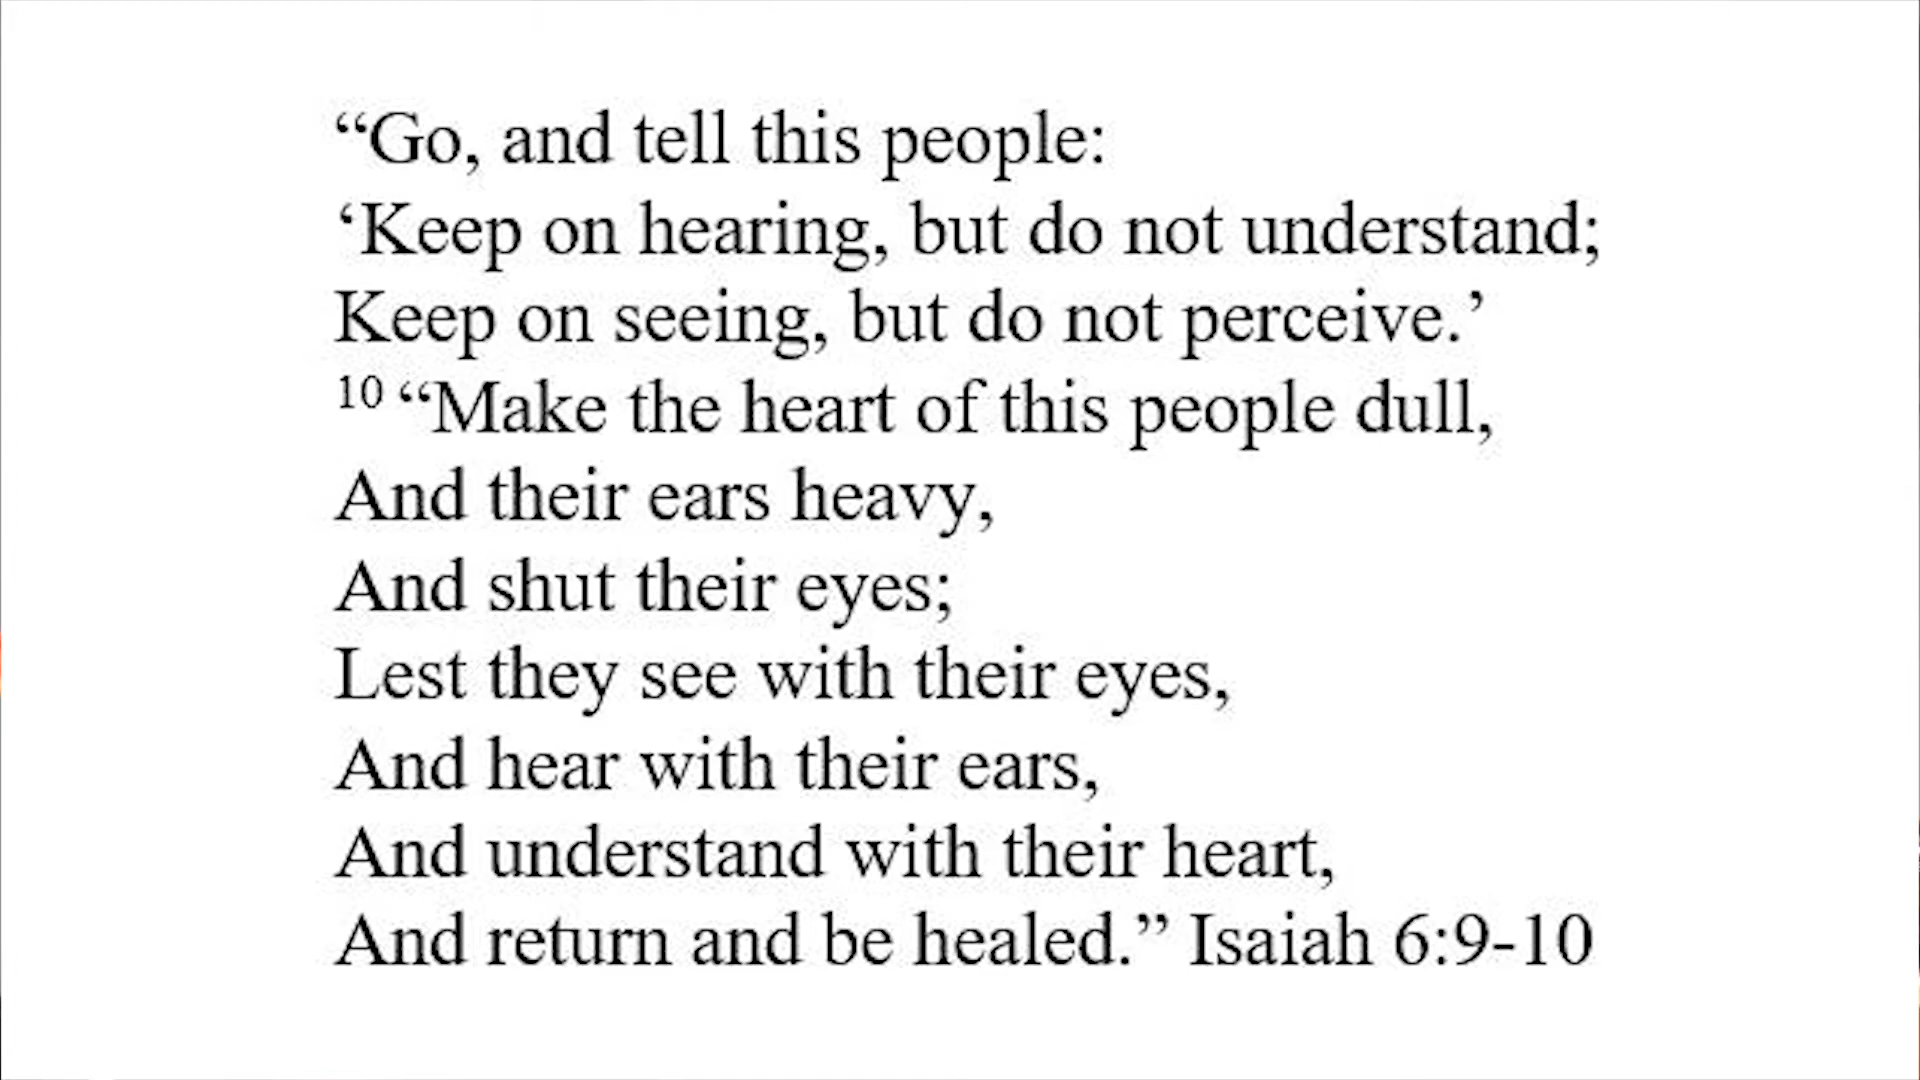 “Go, and tell this people:
‘Keep on hearing, but do not understand;
Keep on seeing, but do not perceive.’
10 “Make the heart of this people dull,
And their ears heavy,
And shut their eyes;
Lest they see with their eyes,
And hear with their ears,
And understand with their heart,
And return and be healed.” Isaiah 6:9-10